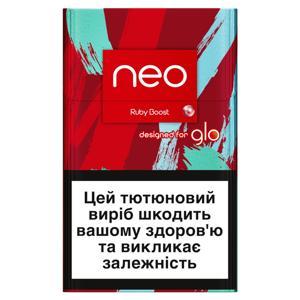 neo
Ruby Boost
designed for glo
Цей тютюновий
виріб шкодить
вашому здоров'ю
та викликає
залежність